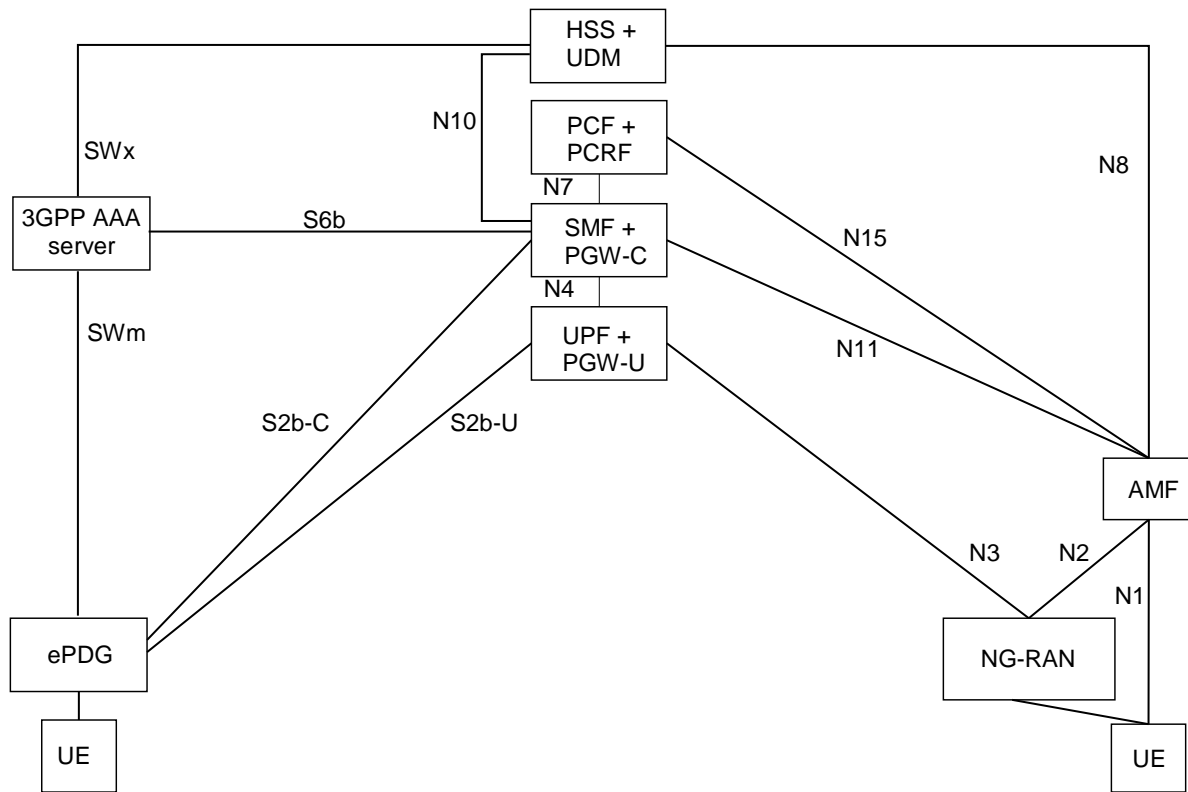 HSS +
UDM
N10
PCF +
PCRF
SWx
N8
N7
3GPP AAA
server
S6b
SMF +
PGW-C
N15
N4
SWm
UPF +
PGW-U
N11
S2b-C
S2b-U
AMF
N3
N2
N1
ePDG
NG-RAN
UE
UE